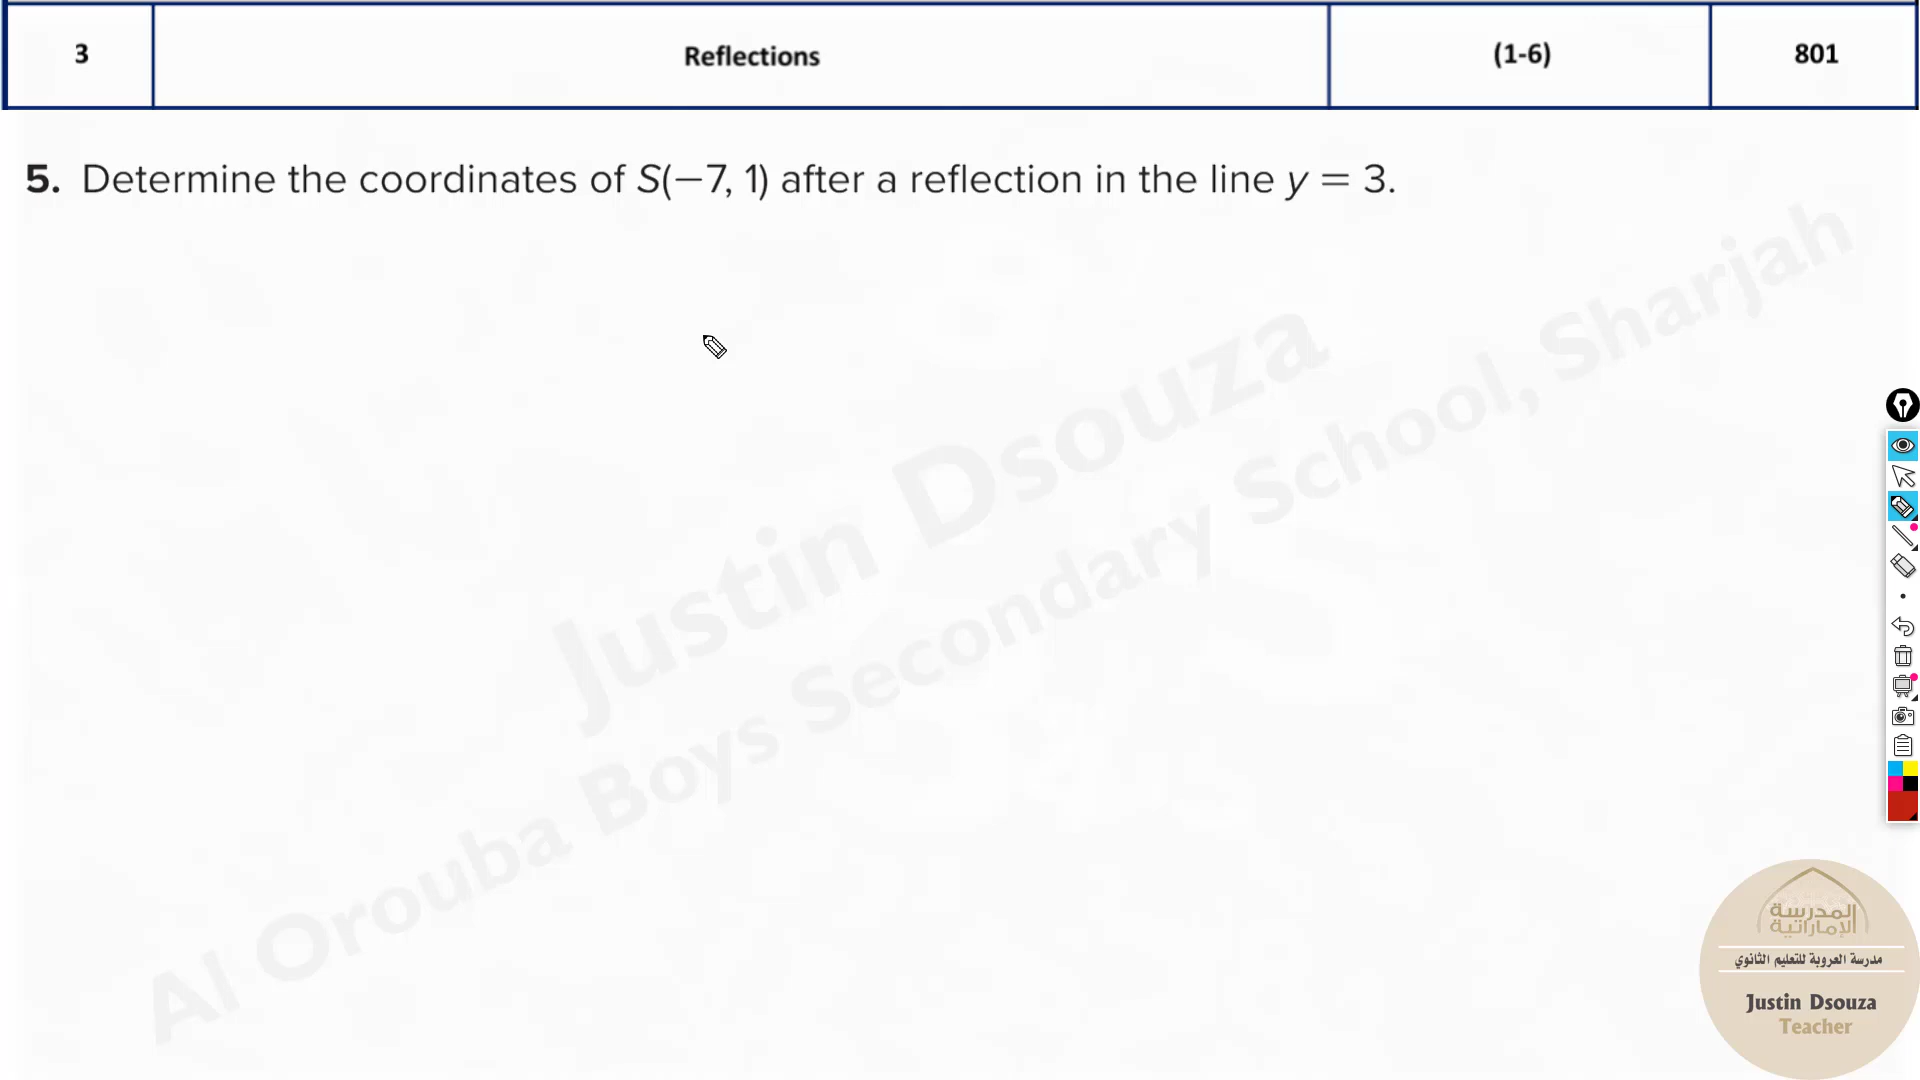 3 Reflections (1-6) 801
5. Determine the coordinates of S(−7, 1) after a reflection in the line y = 3.
Justin Dsouza
Al Orouba Boys Secondary School, Sharjah
المدرسة
الإماراتية
مدرسة العروبة للتعليم الثانوي
Justin Dsouza
Teacher